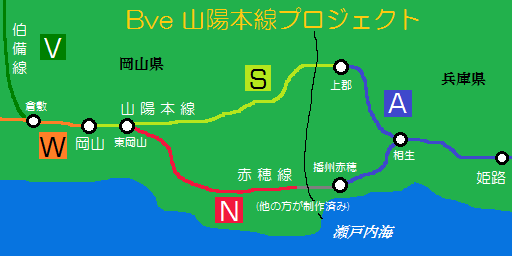 Bve 山陽本線プロジェクト
伯備線
V
岡山県
S
上郡
兵庫県
A
倉敷
山陽本線
W
岡山
東岡山
相生
赤穂線
播州赤穂
姫路
N
(他の方が制作済み)
瀬戸内海